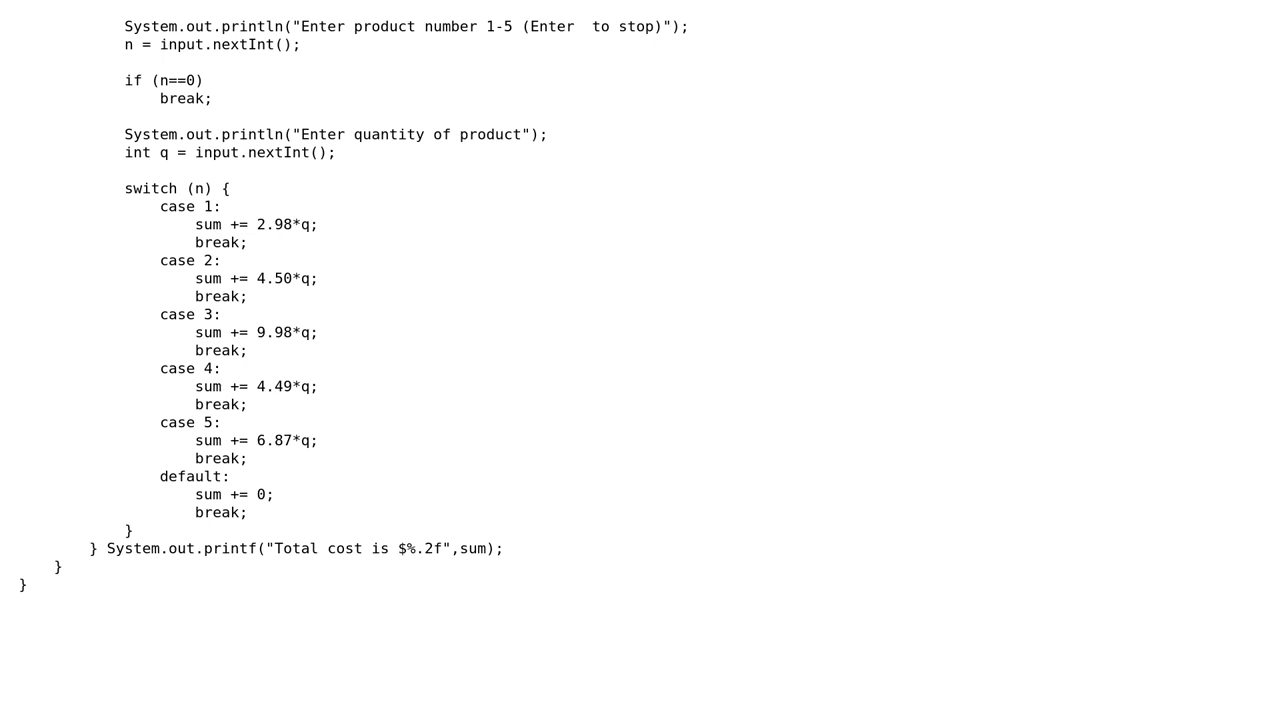 System.out.println("Enter product number 1-5 (Enter  to stop)");
n = input.nextInt();
if (n==0)
break;
System.out.println("Enter quantity of product");
int q = input.nextInt();
switch (n) {
case 1:
sum += 2.98*q;
break;
case 2:
sum += 4.50*q;
break;
case 3:
sum += 9.98*q;
break;
case 4:
sum += 4.49*q;
break;
case 5:
sum += 6.87*q;
break;
default:
sum += 0;
break;
}
} System.out.printf("Total cost is $%.2f",sum);
}
}